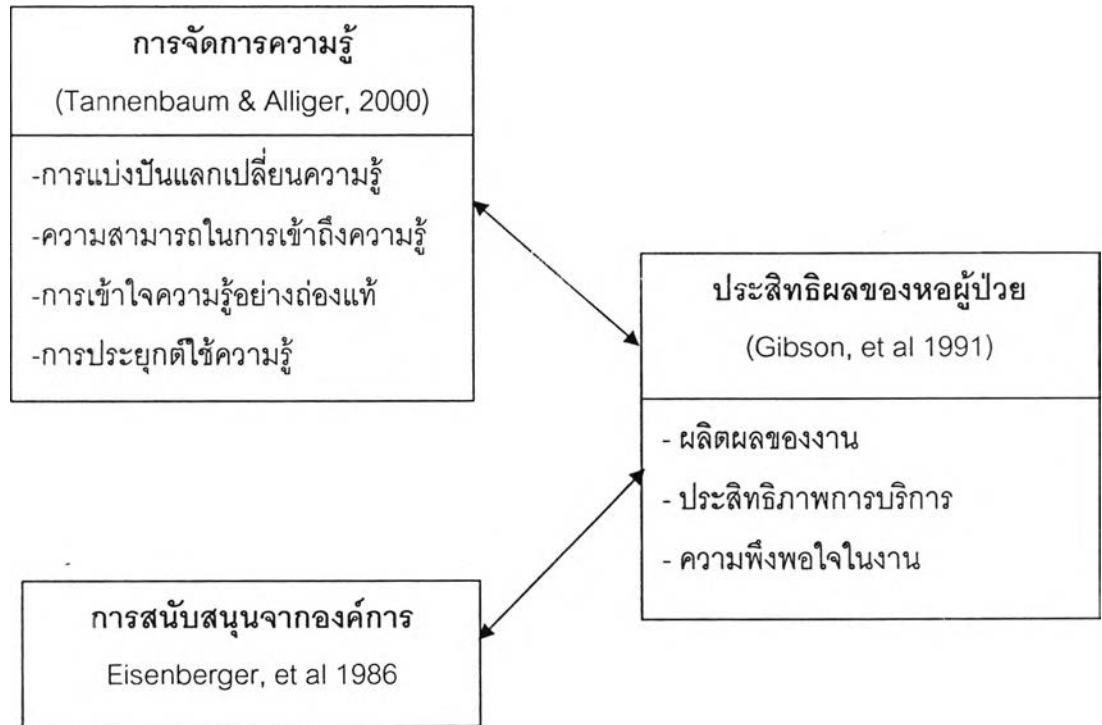 การจัดการความรู้
(Tannenbaum & Alliger, 2000)
-การแบ่งปันแลกเปลี่ยนความรู้
-ความสามารถในการเข้าถึงความรู้
-การเข้าใจความรู้อย่างถ่องแท้
-การประยุกต์ใช้ความรู้
ประสิทธิผลของหอผู้ป่วย
(Gibson, et al 1991)
- ผลิตผลของงาน
- ประสิทธิภาพการบริการ
- ความพึงพอใจในงาน
การสนับสนุนจากองค์การ
Eisenberger, et al 1986